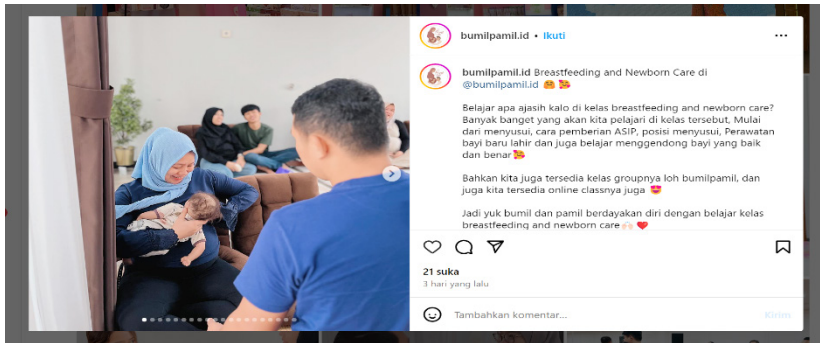 bumilpamil.id • Ikuti
bumilpamil.id Breastfeeding and Newborn Care di
@bumilpamil.id 🤗 🥰
Belajar apa ajasih kalo di kelas breastfeeding and newborn care?
Banyak banget yang akan kita pelajari di kelas tersebut, Mulai
dari menyusui, cara pemberian ASIP, posisi menyusui, Perawatan
bayi baru lahir dan juga belajar menggendong bayi yang baik
dan benar🥰
Bahkan kita juga tersedia kelas groupnya loh bumilpamil, dan
juga kita tersedia online classnya juga 😍
Jadi yuk bumil dan pamil berdayakan diri dengan belajar kelas
breastfeeding and newborn care🙌🏻 ❤️
21 suka
3 hari yang lalu
Tambahkan komentar...
Kirim